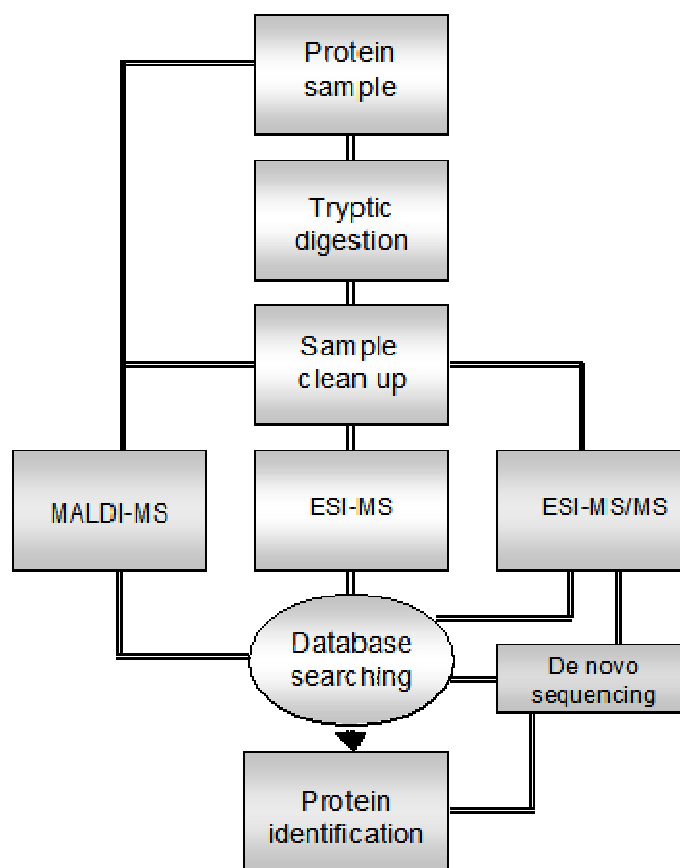 Protein
sample
Tryptic
digestion
Sample
clean up
MALDI-MS
ESI-MS
ESI-MS/MS
Database
searching
De novo
sequencing
Protein
identification